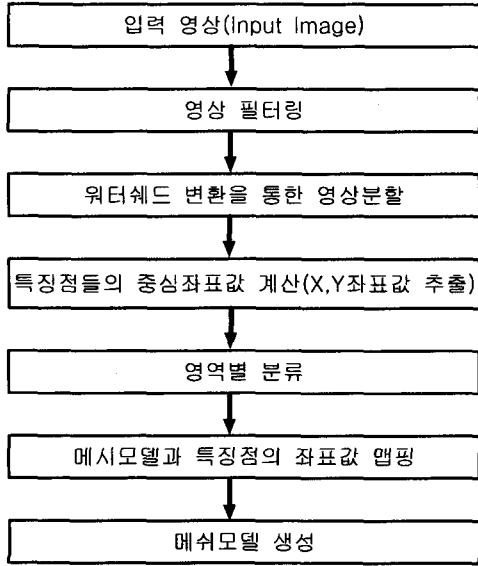 입력 영상(Input Image)
영상 필터링
워터쉐드 변환을 통한 영상분할
특징점들의 중심좌표값 계산(X,Y좌표값 추출)
영역별 분류
메시모델과 특징점의 좌표값 맵핑
메쉬모델 생성